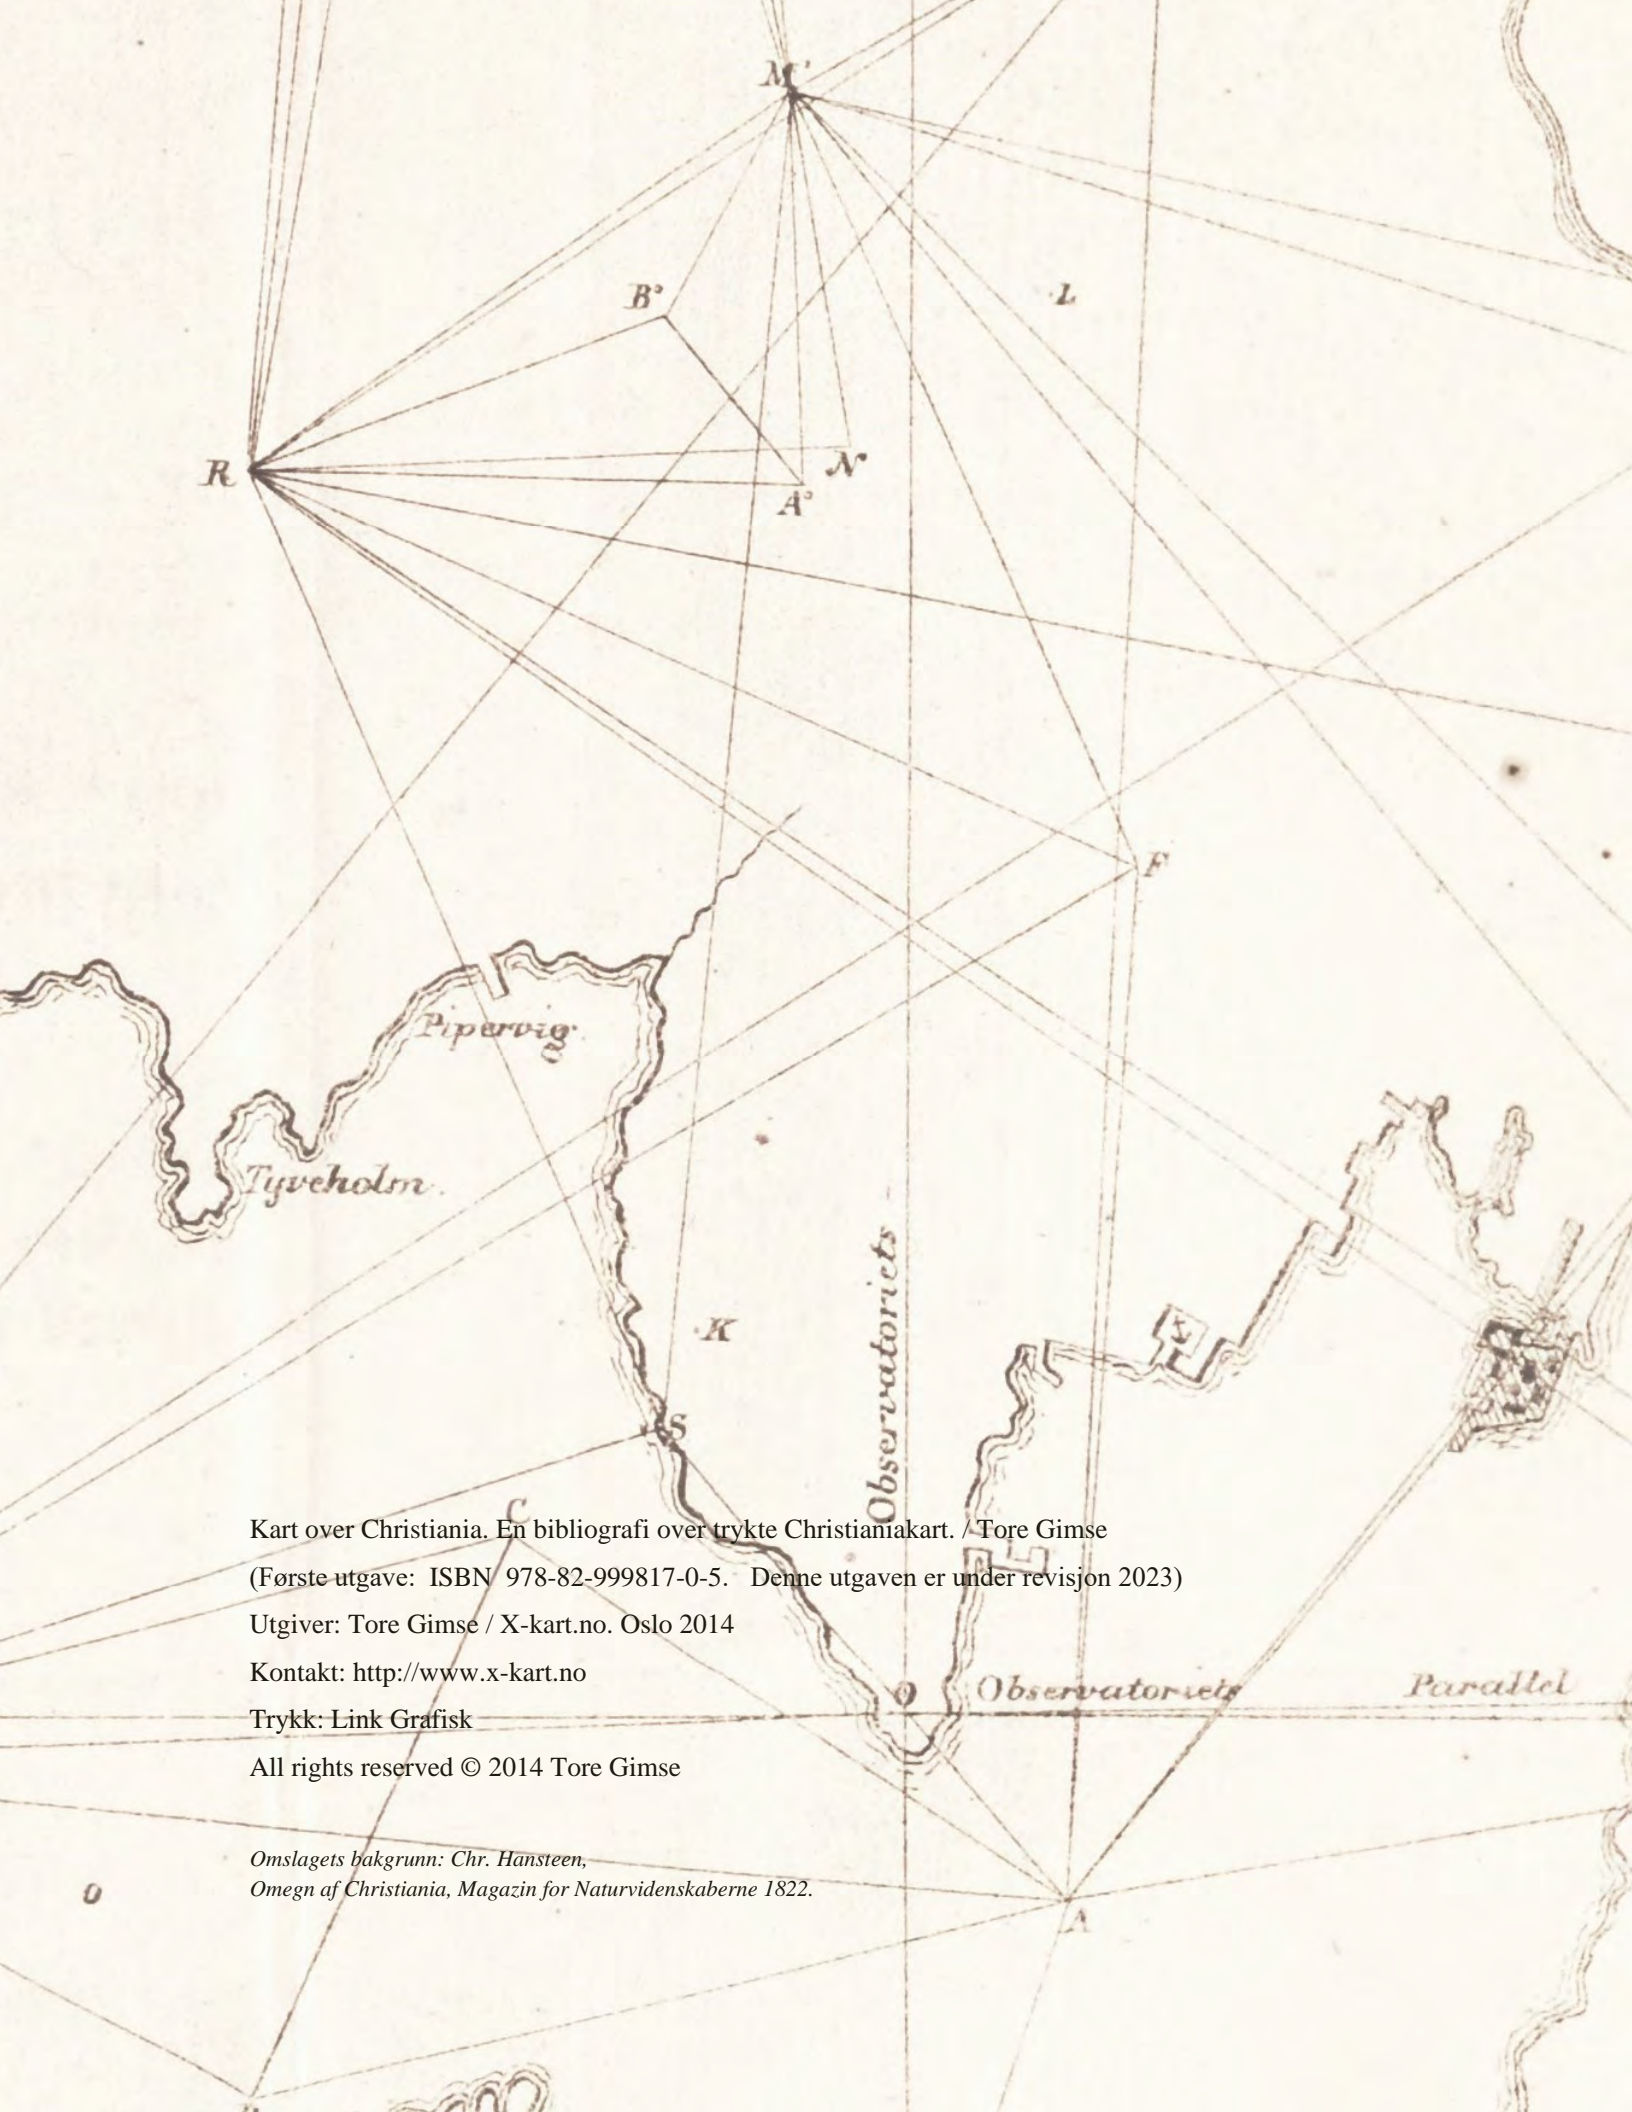 M'
B°
L
R
N
A°
F
Pipervig.
Tyveholm.
K
Observatoriets
S
C
Kart over Christiania. En bibliografi over trykte Christianiakart. / Tore Gimse
(Første utgave:  ISBN  978-82-999817-0-5.   Denne utgaven er under revisjon 2023)
Utgiver: Tore Gimse / X-kart.no. Oslo 2014
Kontakt: http://www.x-kart.no
O Observatoriets Parallel
Trykk: Link Grafisk
All rights reserved © 2014 Tore Gimse
Omslagets bakgrunn: Chr. Hansteen,
Omegn af Christiania, Magazin for Naturvidenskaberne 1822.
O
A